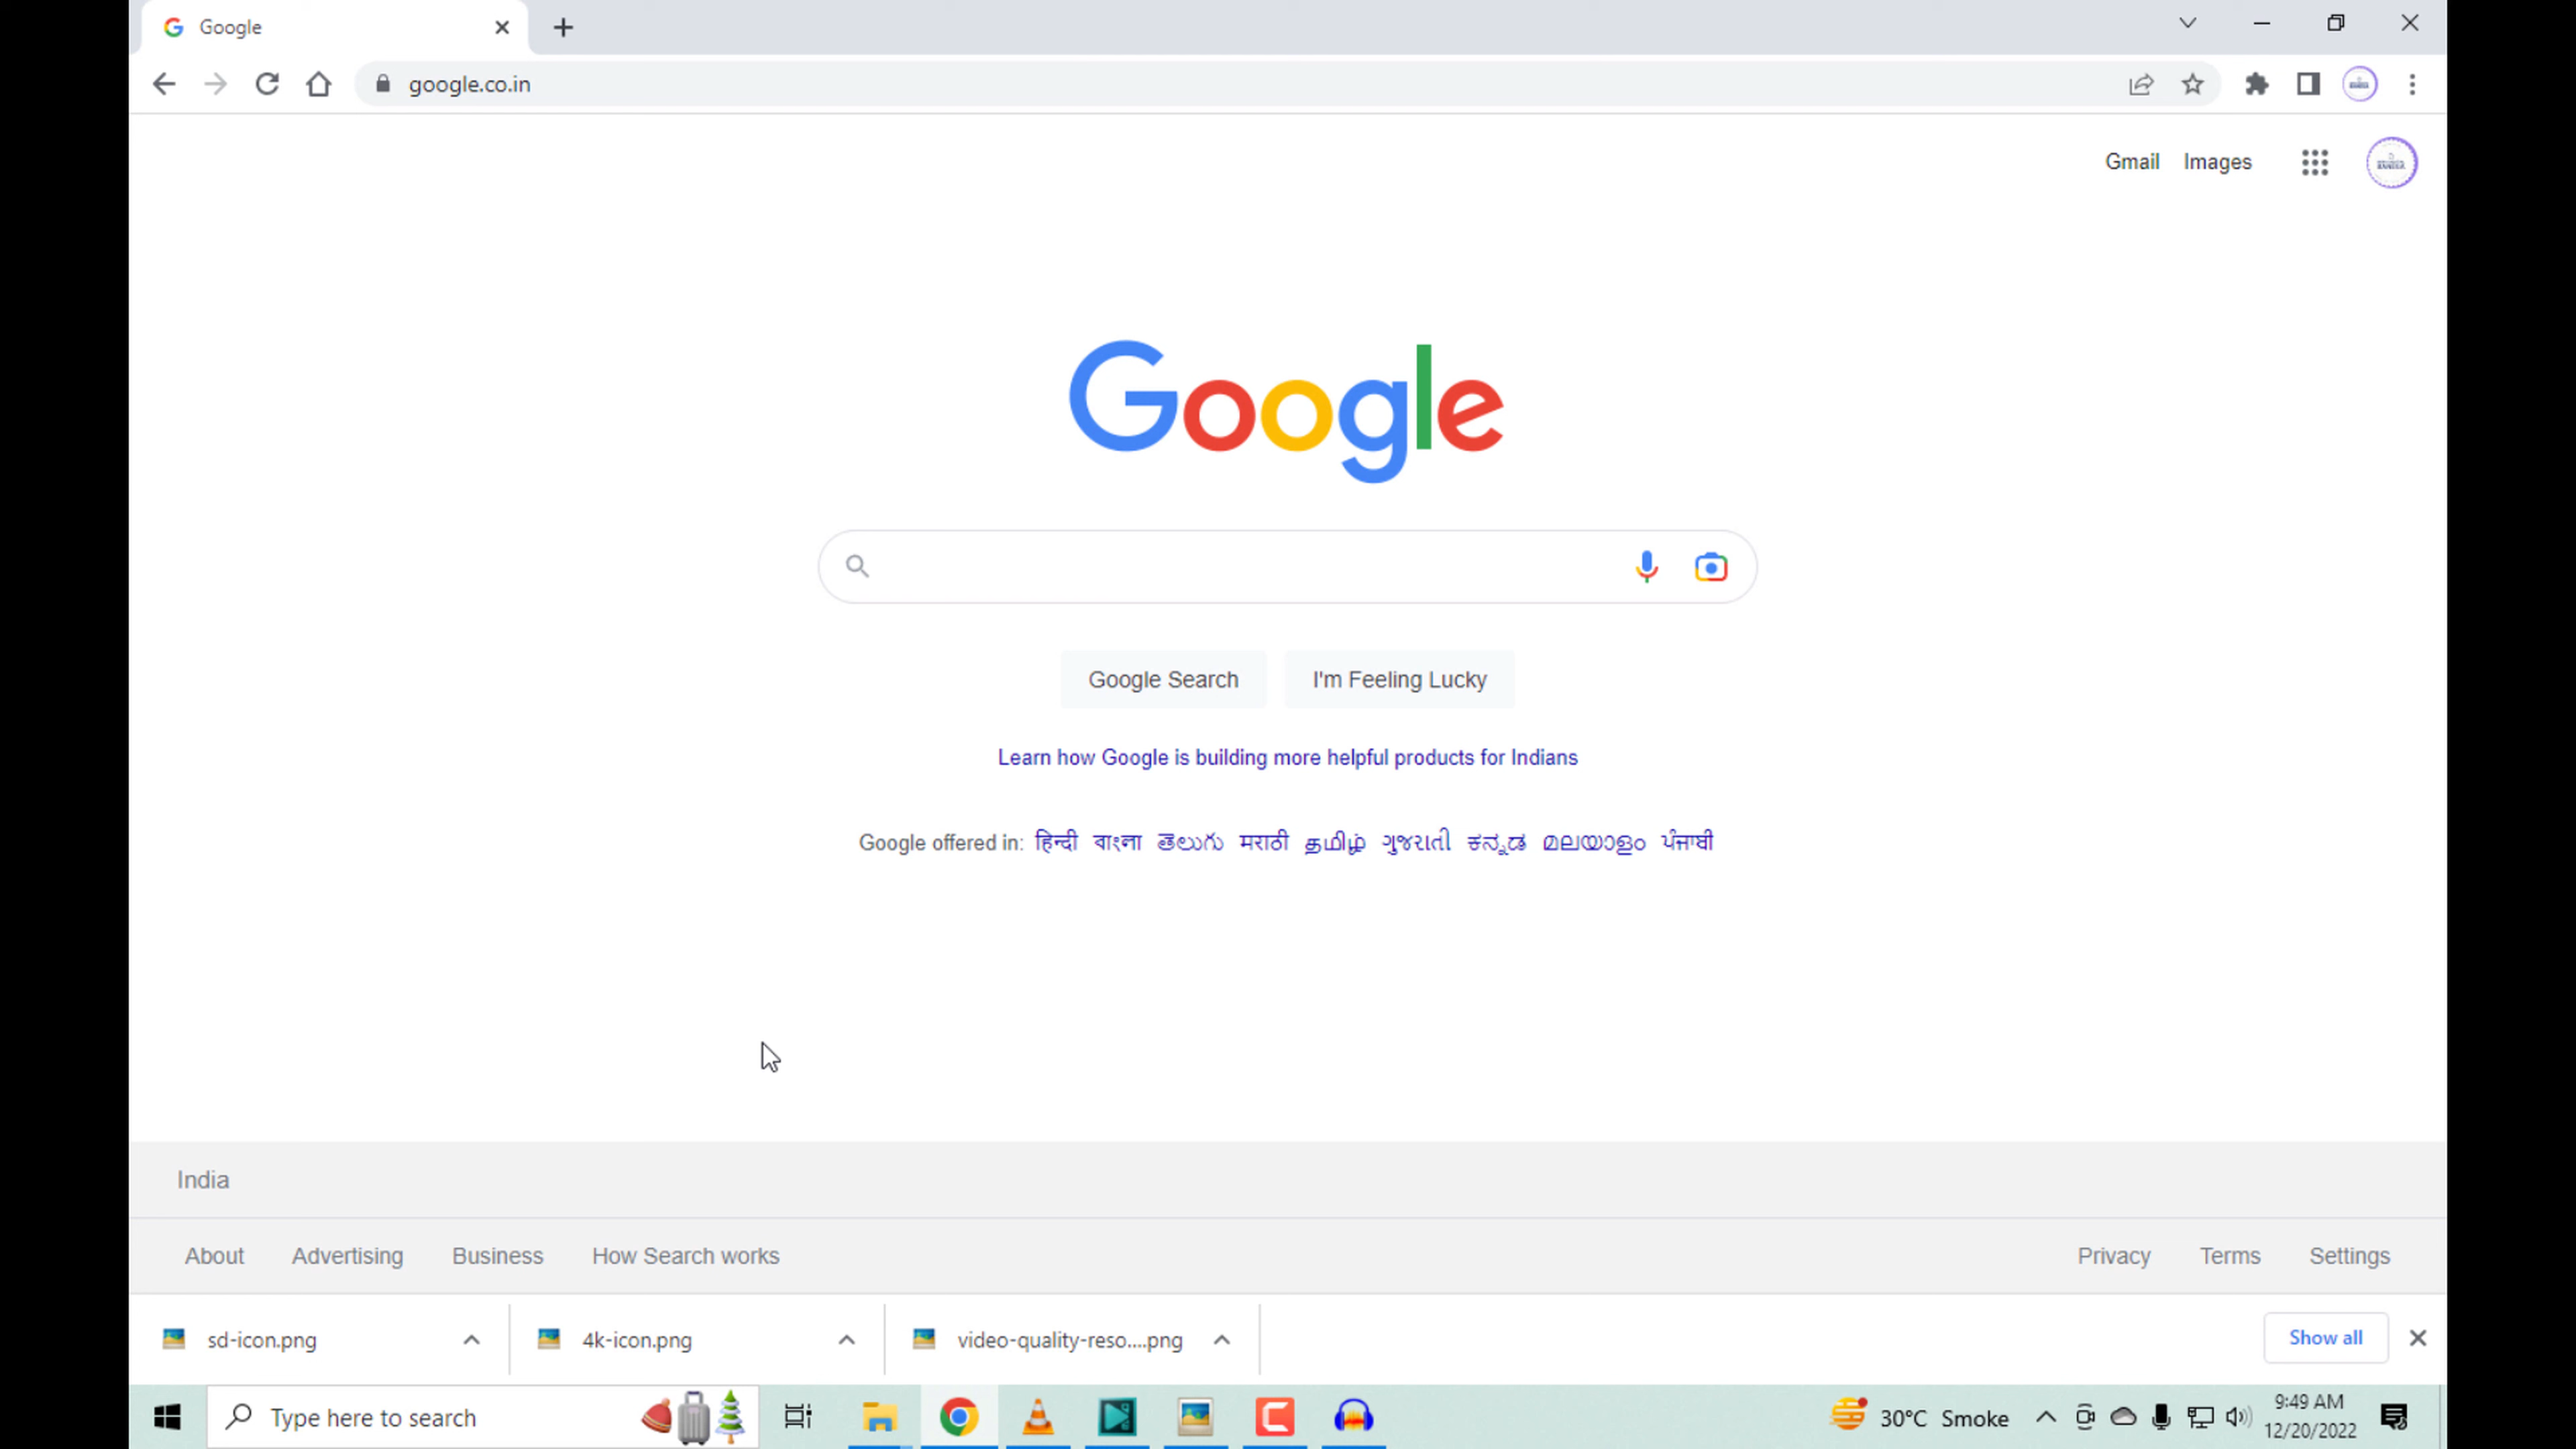 Google
google.co.in
Gmail Images
Google
Google Search I'm Feeling Lucky
Learn how Google is building more helpful products for Indians
Google offered in: हिन्दी বাংলা తెలుగు मराठी தமிழ் ગુજરાતી ಕನ್ನಡ മലയാളം ਪੰਜਾਬੀ
India
About Advertising Business How Search works Privacy Terms Settings
sd-icon.png 4k-icon.png video-quality-reso....png Show all
Type here to search 30°C Smoke 9:49 AM
12/20/2022